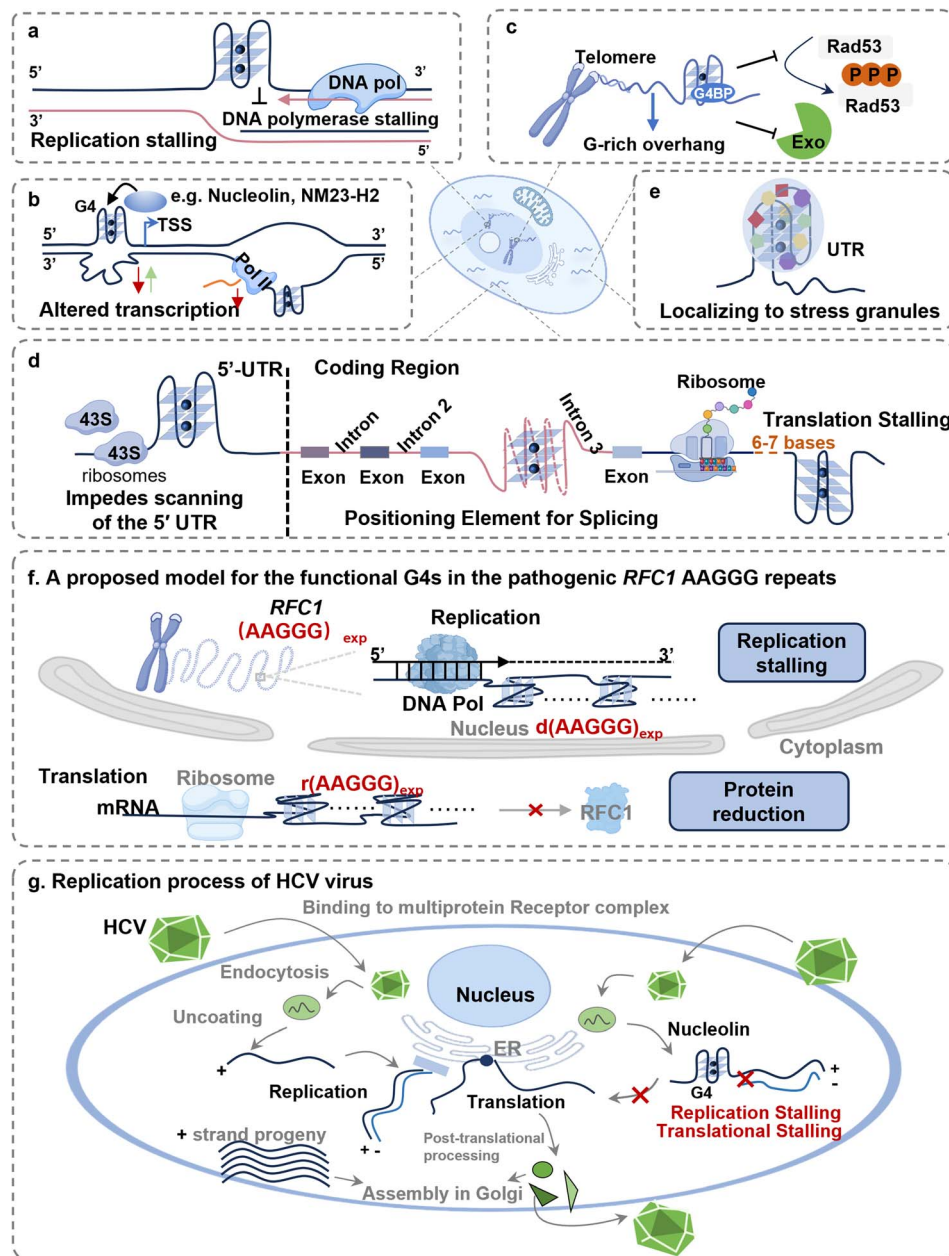 a
5’
3’
DNA pol
DNA polymerase stalling
3’
Replication stalling
5’
c
Telomere
G4BP
G-rich overhang
Rad53
P P P
Rad53
Exo
b
G4
e.g. Nucleolin, NM23-H2
TSS
5’
3’
3’
5’
Pol II
Altered transcription
e
UTR
Localizing to stress granules
d
5’-UTR
Coding Region
43S
43S
ribosomes
Impedes scanning
of the 5′ UTR
Intron
Intron 2
Intron 3
Exon
Exon
Exon
Exon
Ribosome
Translation Stalling
6-7 bases
Positioning Element for Splicing
f. A proposed model for the functional G4s in the pathogenic RFC1 AAGGG repeats
RFC1
(AAGGG) exp
Replication
5’
3’
DNA Pol
Replication
stalling
Nucleus
d(AAGGG)exp
Cytoplasm
Translation
mRNA
Ribosome
r(AAGGG)exp
RFC1
Protein
reduction
g. Replication process of HCV virus
HCV
Binding to multiprotein Receptor complex
Endocytosis
Uncoating
Nucleus
ER
Nucleolin
+
Replication
Translation
G4
+
-
Replication Stalling
Translational Stalling
+ -
+ strand progeny
Post-translational
processing
Assembly in Golgi